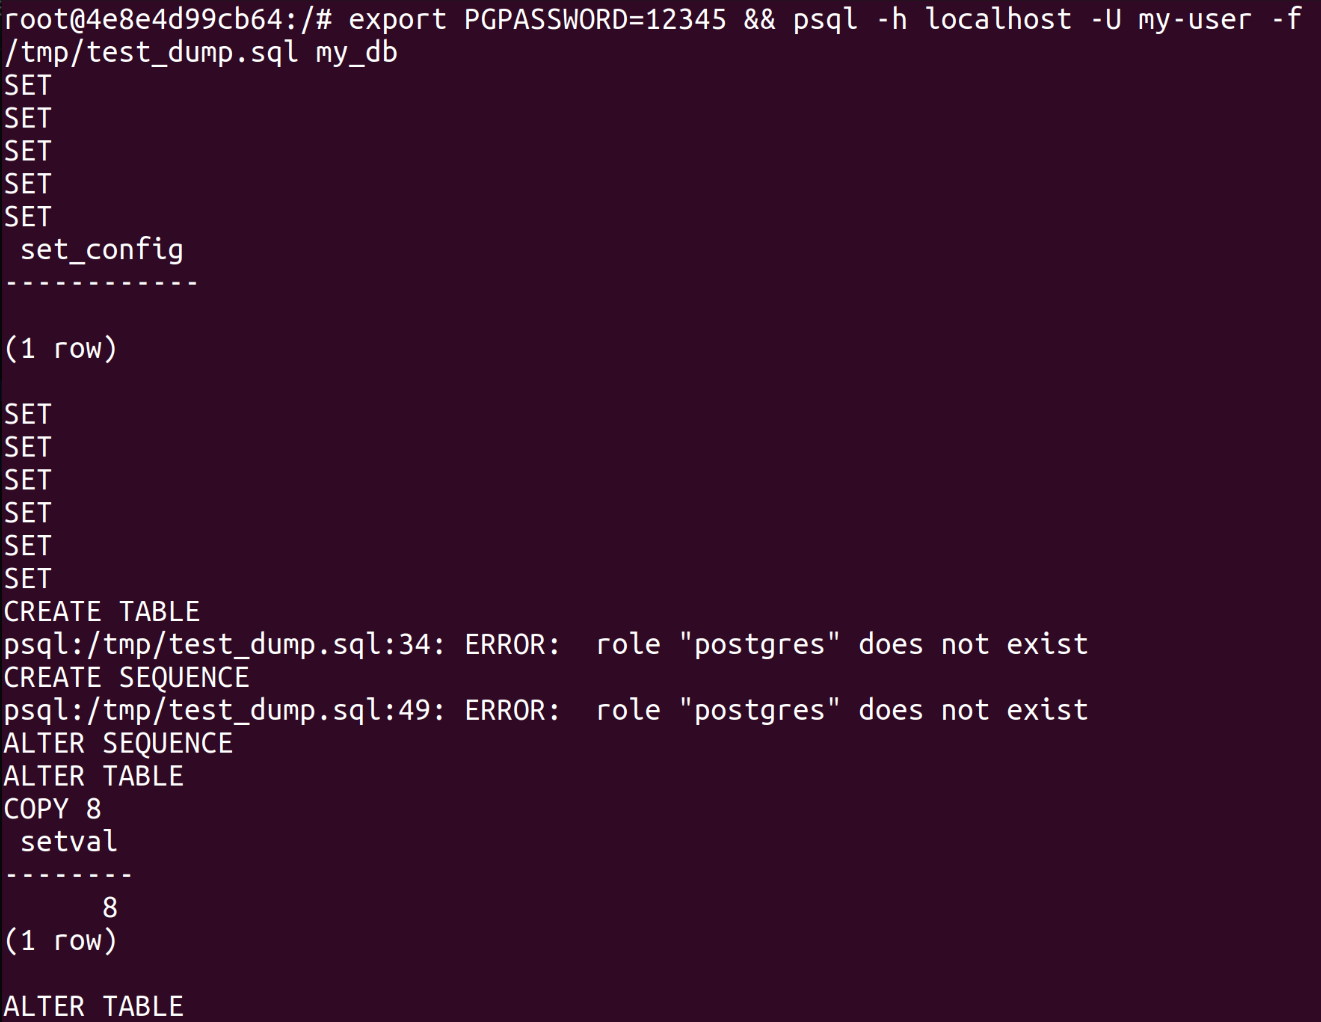 root@4e8e4d99cb64:/# export PGPASSWORD=12345 && psql -h localhost -U my-user -f
/tmp/test_dump.sql my_db
SET
SET
SET
SET
SET
 set_config
------------

(1 row)

SET
SET
SET
SET
SET
SET
CREATE TABLE
psql:/tmp/test_dump.sql:34: ERROR:  role "postgres" does not exist
CREATE SEQUENCE
psql:/tmp/test_dump.sql:49: ERROR:  role "postgres" does not exist
ALTER SEQUENCE
ALTER TABLE
COPY 8
 setval
--------
      8
(1 row)

ALTER TABLE